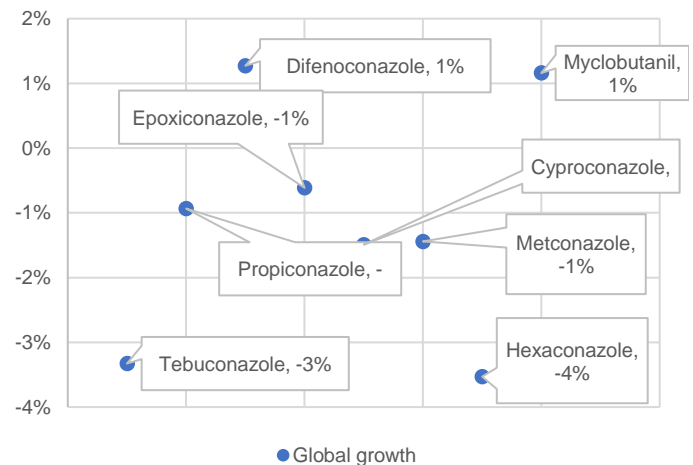 2%
1%
0%
-1%
-2%
-3%
-4%
Difenoconazole, 1%
Myclobutanil,
1%
Epoxiconazole, -1%
Cyproconazole,
Metconazole,
-1%
Propiconazole, -
Tebuconazole, -3%
Hexaconazole,
-4%
Global growth